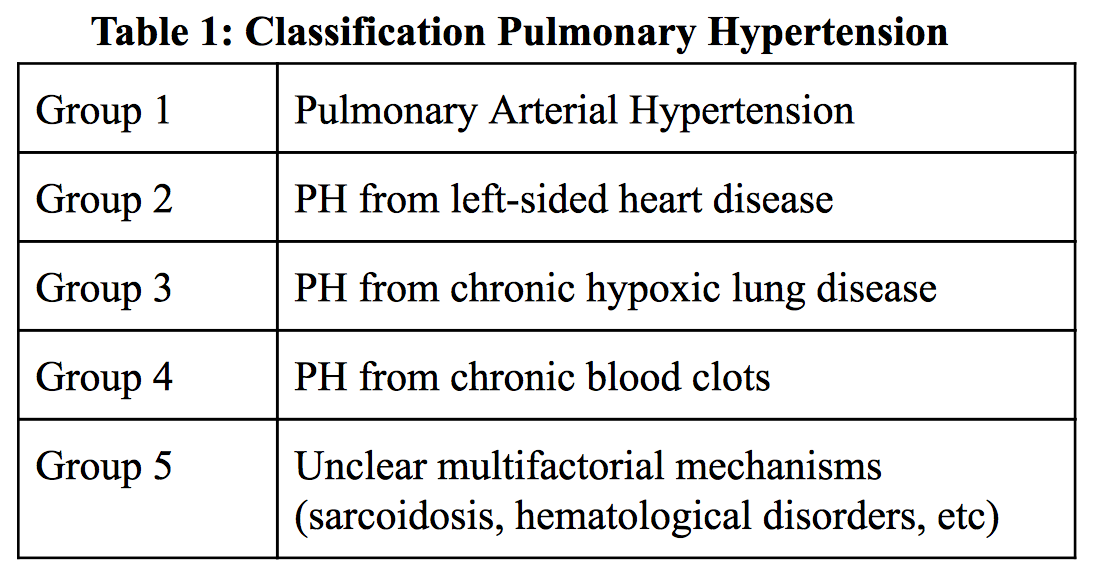 Table 1: Classification Pulmonary Hypertension
Group 1 Pulmonary Arterial Hypertension
Group 2 PH from left-sided heart disease
Group 3 PH from chronic hypoxic lung disease
Group 4 PH from chronic blood clots
Group 5 Unclear multifactorial mechanisms
(sarcoidosis, hematological disorders, etc)